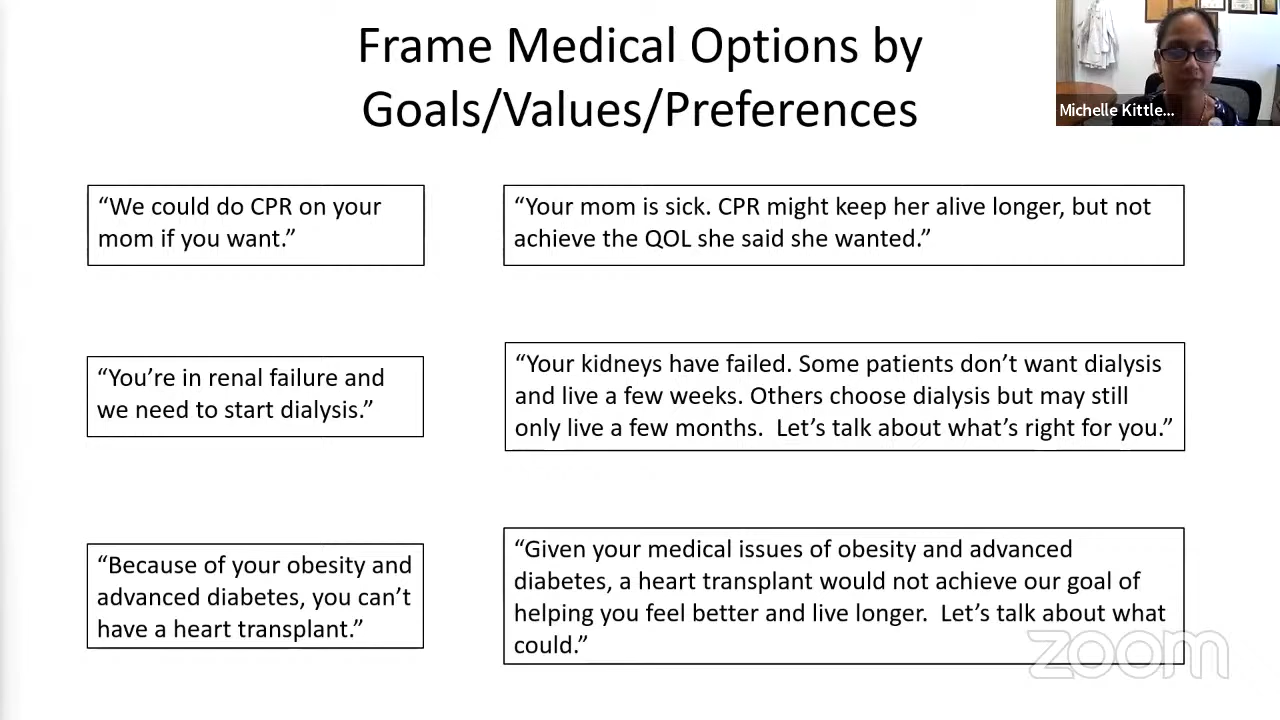 Frame Medical Options by
Goals/Values/Preferences
Michelle Kittle...
“We could do CPR on your
mom if you want.”
“Your mom is sick. CPR might keep her alive longer, but not
achieve the QOL she said she wanted.”
“You’re in renal failure and
we need to start dialysis.”
“Your kidneys have failed. Some patients don’t want dialysis
and live a few weeks. Others choose dialysis but may still
only live a few months.  Let’s talk about what’s right for you.”
“Because of your obesity and
advanced diabetes, you can’t
have a heart transplant.”
“Given your medical issues of obesity and advanced
diabetes, a heart transplant would not achieve our goal of
helping you feel better and live longer.  Let’s talk about what
could.”
zoom